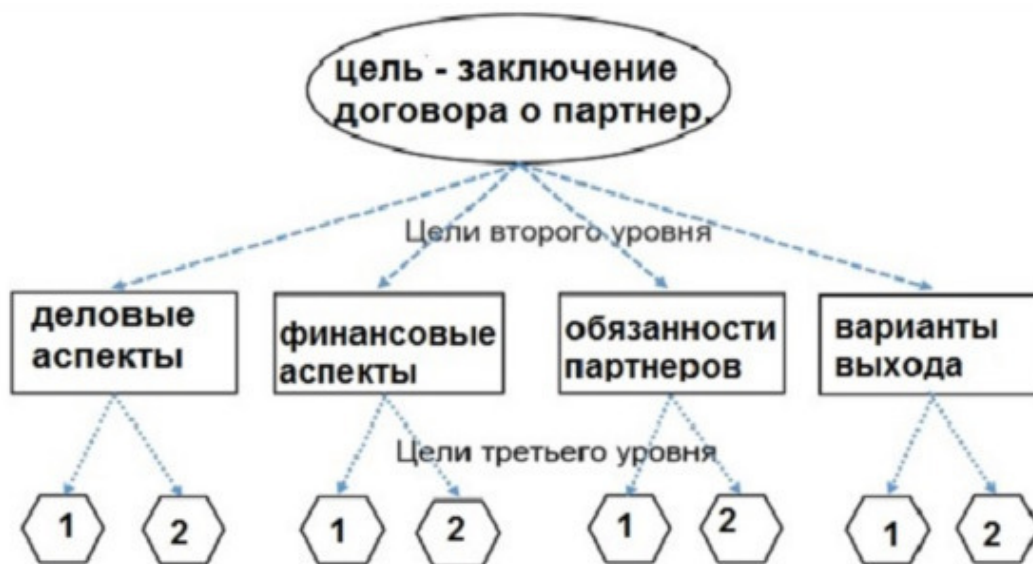 цель - заключение
договора о партнер.
Цели второго уровня
деловые
аспекты
финансовые
аспекты
обязанности
партнеров
варианты
выхода
Цели третьего уровня
1
2
1
2
1
2
1
2